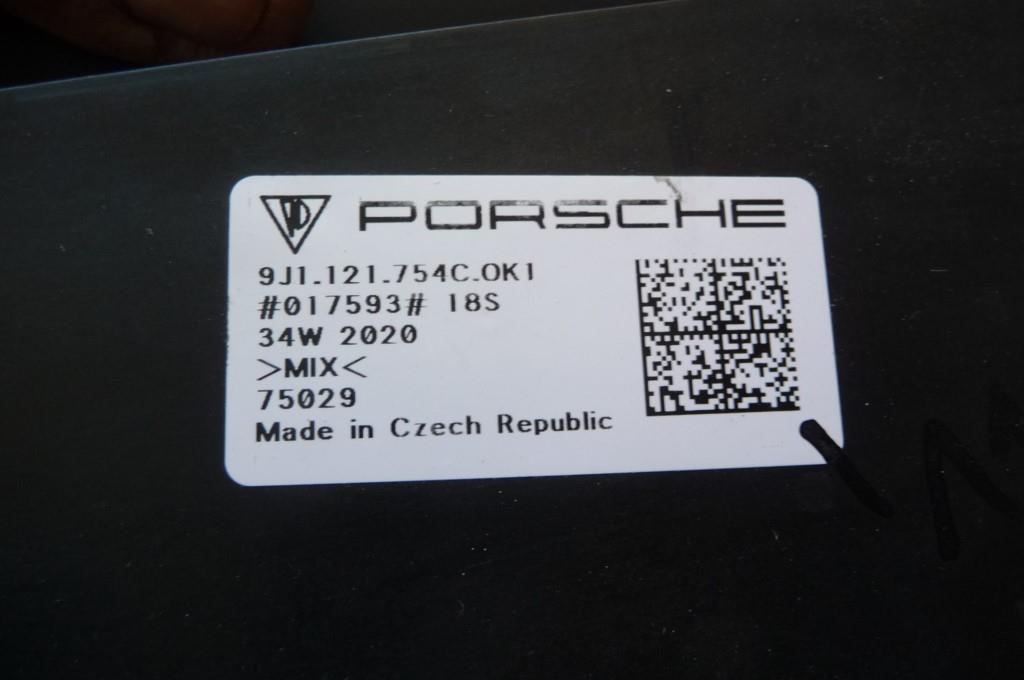 PORSCHE
9J1.121.754C.OK1
#017593# 18S
34W 2020
>MIX<
75029
Made in Czech Republic